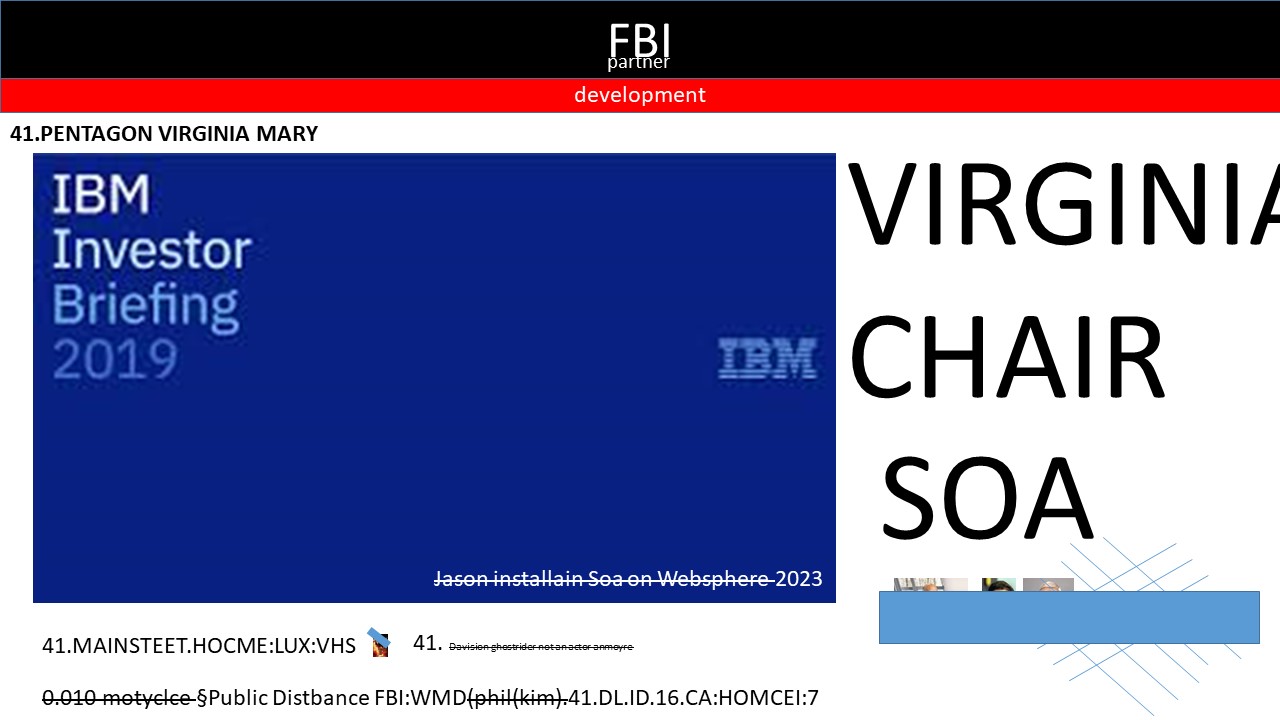 FBI
partner
development
41.PENTAGON VIRGINIA MARY
IBM
Investor
Briefing
2019
IBM
Jason installain Soa on Websphere 2023
VIRGINIA
CHAIR
SOA
41.MAINSTEET.HOCME:LUX:VHS
41. Davision ghostrider not an actor anmoyre
0.010 motyclce §Public Distbance FBI:WMD(phil(kim).41.DL.ID.16.CA:HOMCEI:7